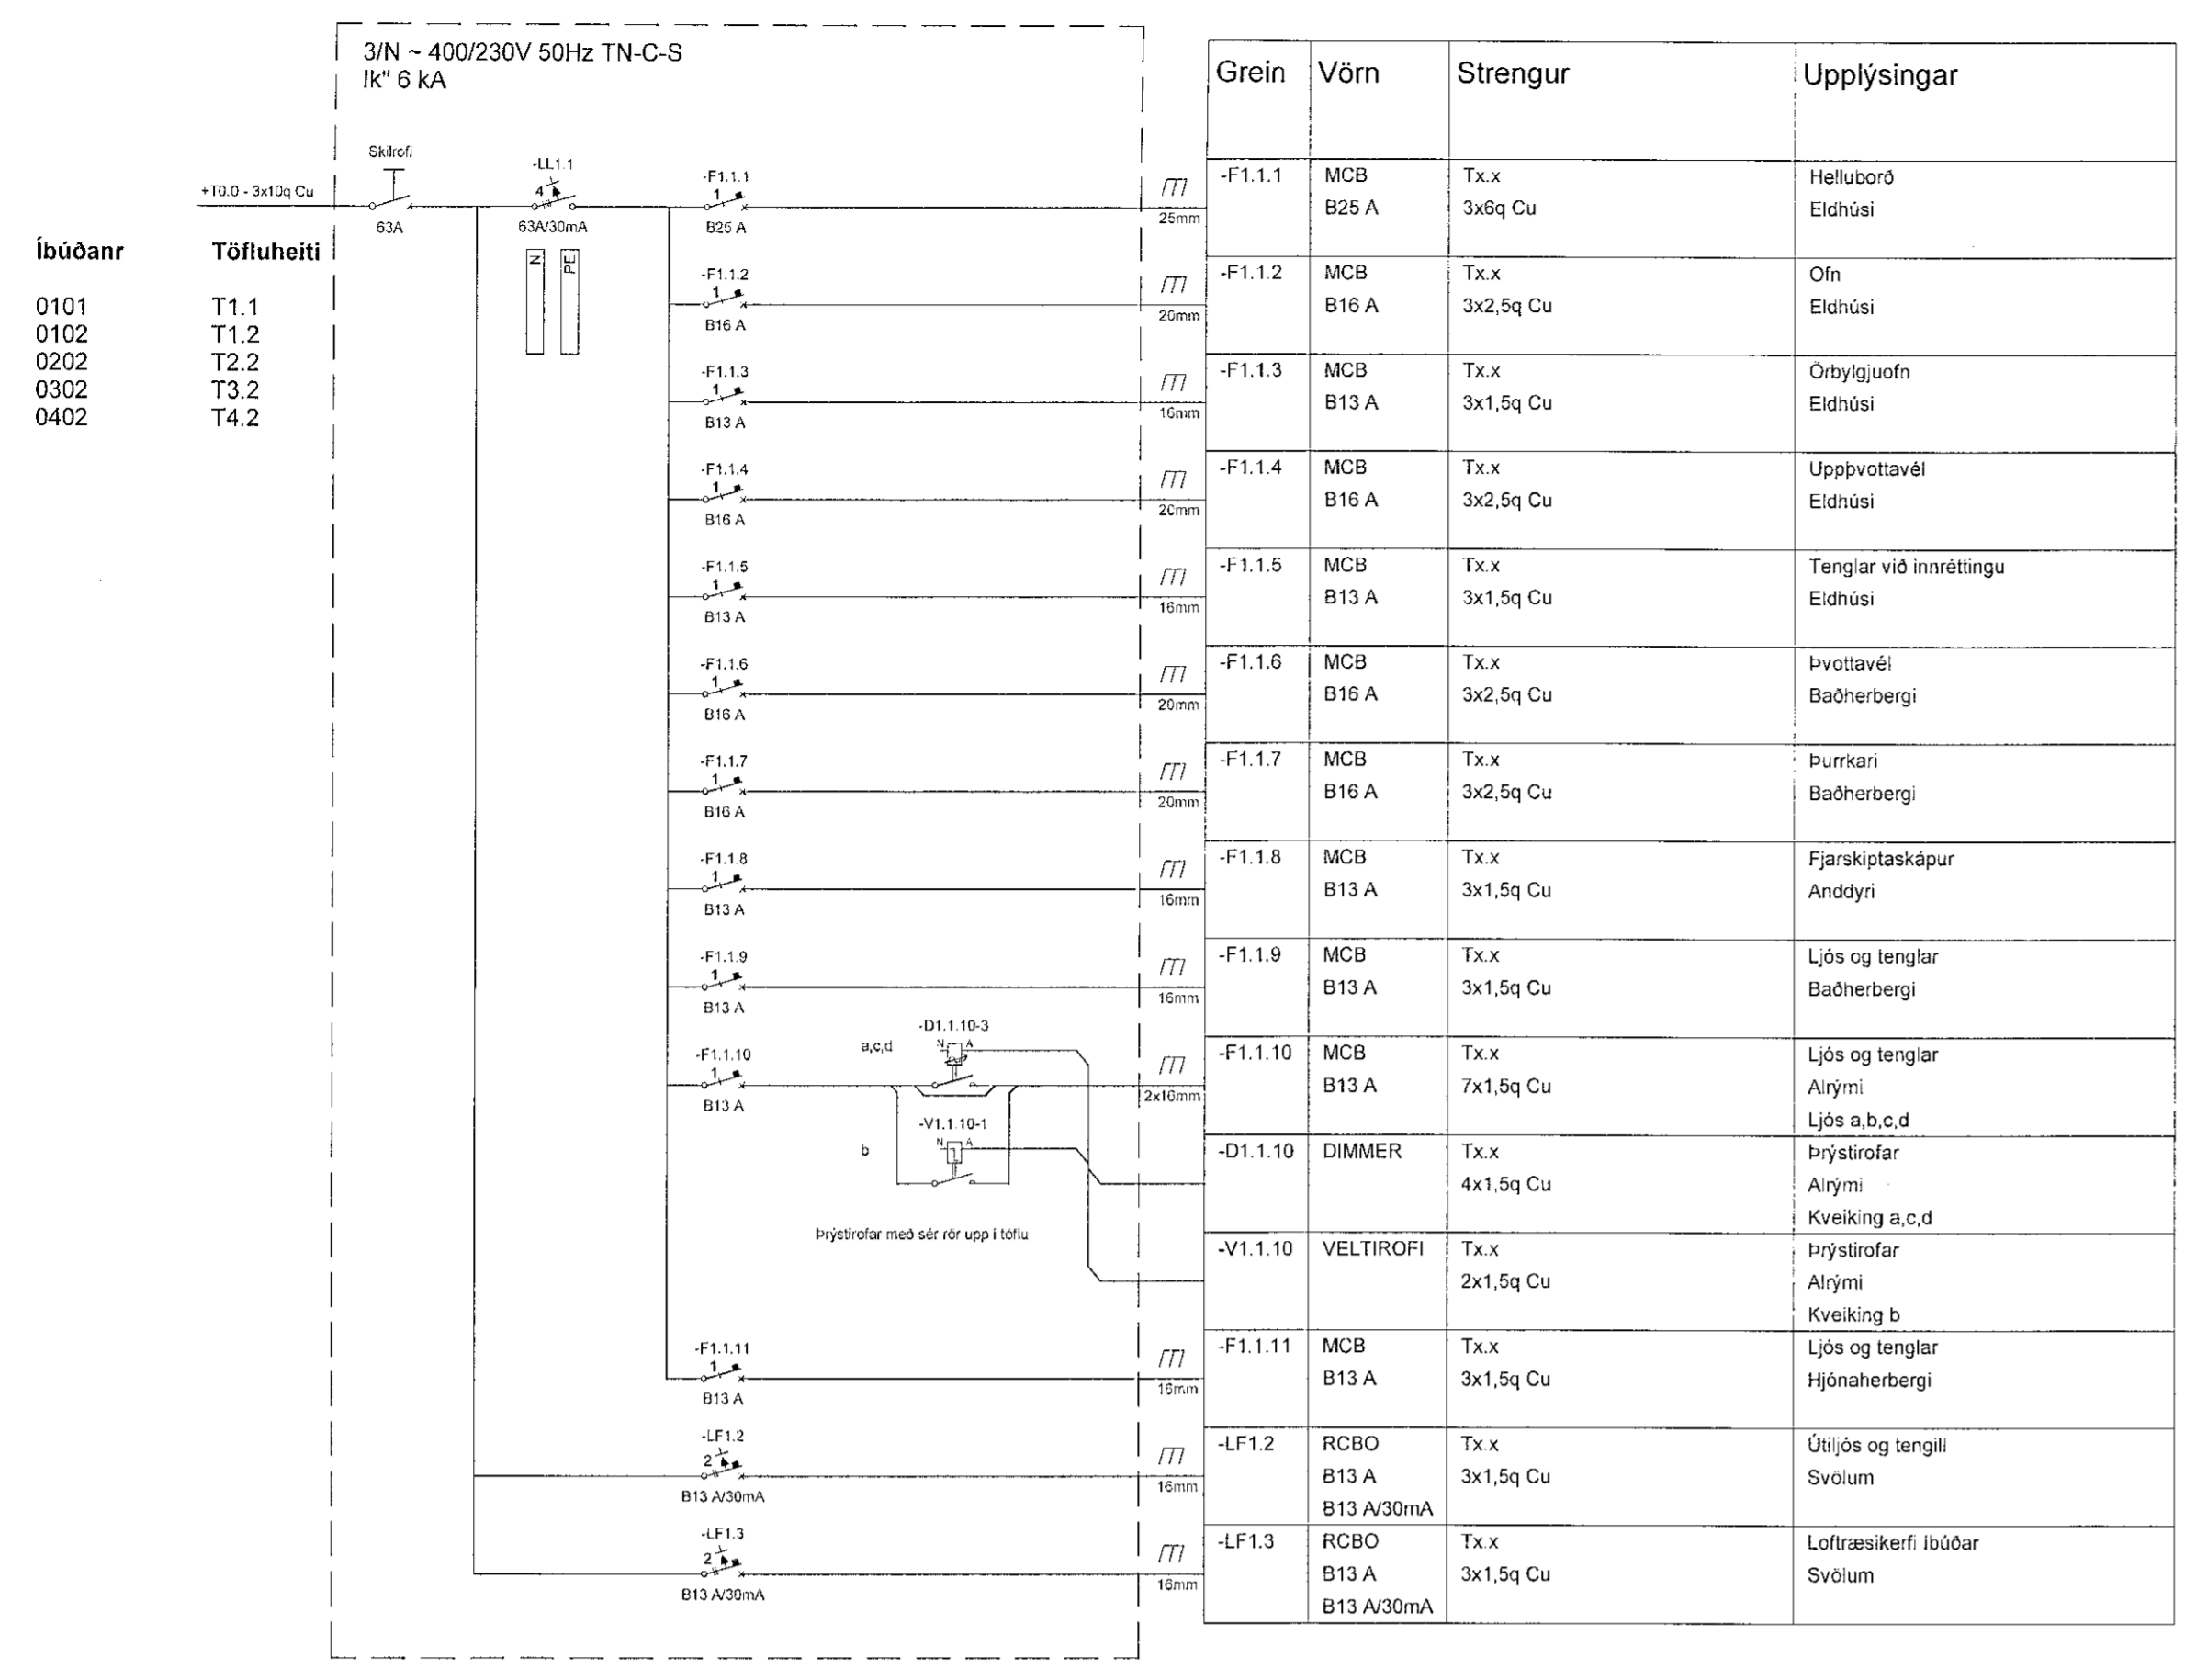 3/N ~ 400/230V 50Hz TN-C-S
Ik" 6 kA
Skilrofi
+T0.0 - 3x10q Cu
63A
-LL1.1
4
63A/30mA
N
PE
Íbúðanr Töfluheiti
0101 T1.1
0102 T1.2
0202 T2.2
0302 T3.2
0402 T4.2
-F1.1.1
1
B25 A
25mm
-F1.1.2
1
B16 A
20mm
-F1.1.3
1
B13 A
16mm
-F1.1.4
1
B16 A
20mm
-F1.1.5
1
B13 A
16mm
-F1.1.6
1
B16 A
20mm
-F1.1.7
1
B16 A
20mm
-F1.1.8
1
B13 A
16mm
-F1.1.9
1
B13 A
16mm
-F1.1.10
1
B13 A
2x16mm
a,c,d
-D1.1.10-3
N A
b
-V1.1.10-1
N A
Þrýstirofar með sér rör upp í töflu
-F1.1.11
1
B13 A
16mm
-LF1.2
2
B13 A/30mA
16mm
-LF1.3
2
B13 A/30mA
16mm
Grein Vörn Strengur Upplýsingar
-F1.1.1 MCB Tx.x Helluborð
B25 A 3x6q Cu Eldhúsi
-F1.1.2 MCB Tx.x Ofn
B16 A 3x2,5q Cu Eldhúsi
-F1.1.3 MCB Tx.x Örbylgjuofn
B13 A 3x1,5q Cu Eldhúsi
-F1.1.4 MCB Tx.x Uppþvottavél
B16 A 3x2,5q Cu Eldhúsi
-F1.1.5 MCB Tx.x Tenglar við innréttingu
B13 A 3x1,5q Cu Eldhúsi
-F1.1.6 MCB Tx.x Þvottavél
B16 A 3x2,5q Cu Baðherbergi
-F1.1.7 MCB Tx.x Þurrkari
B16 A 3x2,5q Cu Baðherbergi
-F1.1.8 MCB Tx.x Fjarskiptaskápur
B13 A 3x1,5q Cu Anddyri
-F1.1.9 MCB Tx.x Ljós og tenglar
B13 A 3x1,5q Cu Baðherbergi
-F1.1.10 MCB Tx.x Ljós og tenglar
B13 A 7x1,5q Cu Alrými
Ljós a,b,c,d
-D1.1.10 DIMMER Tx.x Þrýstirofar
4x1,5q Cu Alrými
Kveiking a,c,d
-V1.1.10 VELTIROFI Tx.x Þrýstirofar
2x1,5q Cu Alrými
Kveiking b
-F1.1.11 MCB Tx.x Ljós og tenglar
B13 A 3x1,5q Cu Hjónaherbergi
-LF1.2 RCBO Tx.x Útiljós og tengill
B13 A 3x1,5q Cu Svölum
B13 A/30mA
-LF1.3 RCBO Tx.x Loftræsikerfi íbúðar
B13 A 3x1,5q Cu Svölum
B13 A/30mA